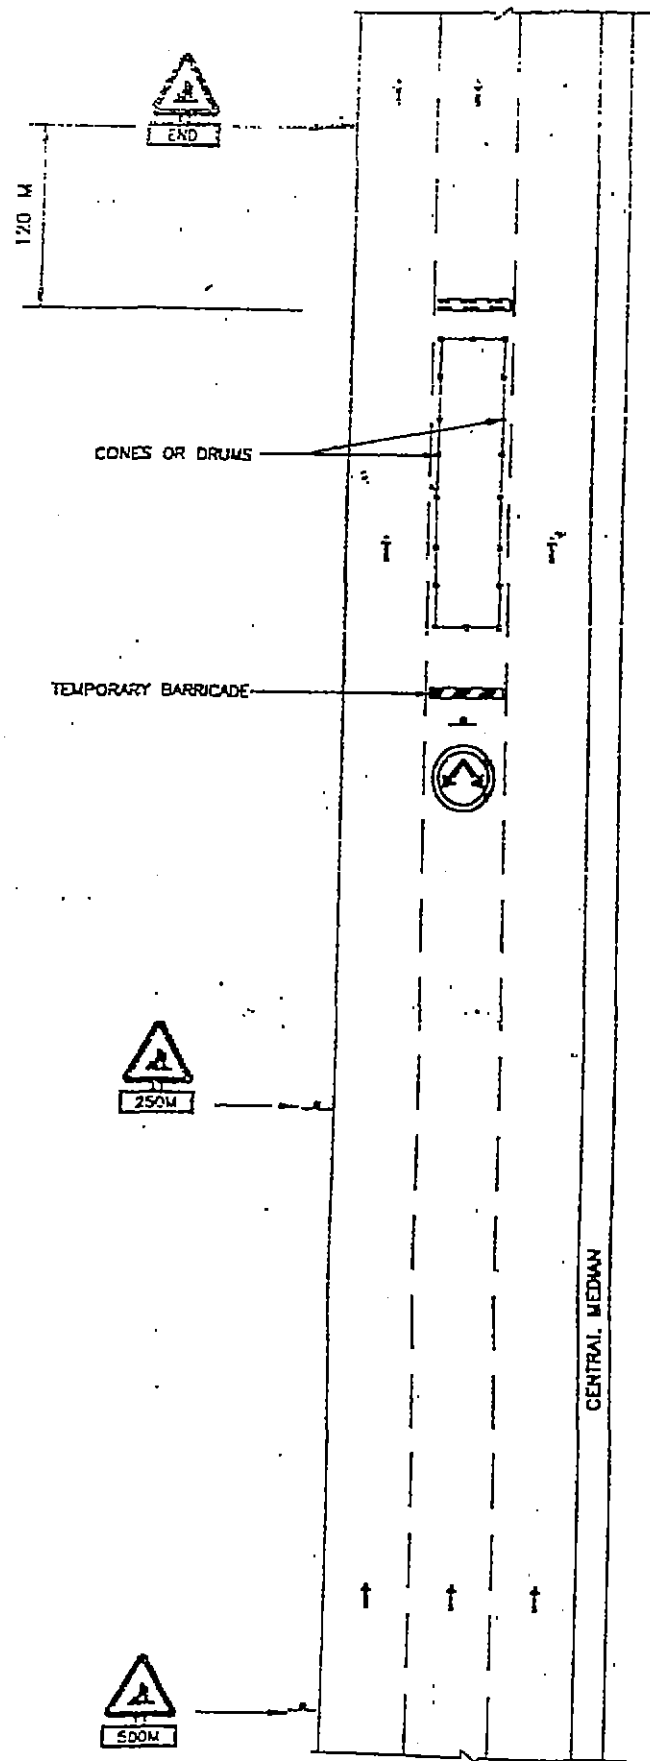 END
120 M
CONES OR DRUMS
TEMPORARY BARRICADE
250M
CENTRAL MEDIAN
500M